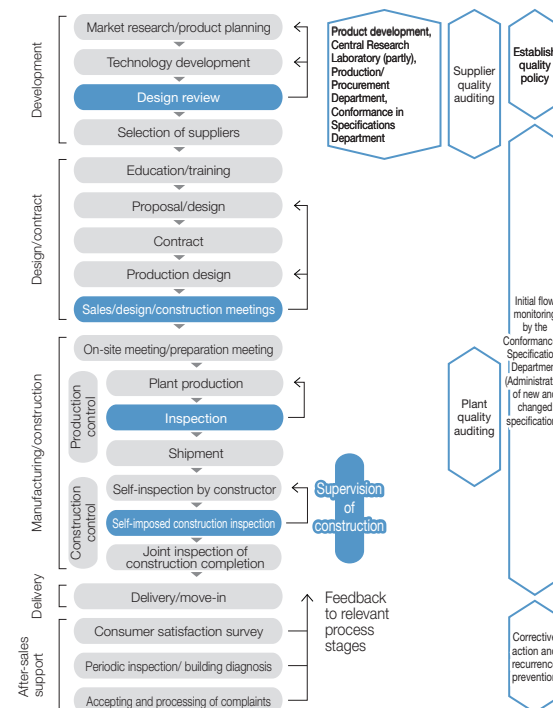 Development
Market research/product planning
Technology development
Design review
Selection of suppliers
Product development,
Central Research
Laboratory (partly),
Production/
Procurement
Department,
Conformance in
Specifications
Department
Supplier
quality
auditing
Establish
quality
policy
Design/contract
Education/training
Proposal/design
Contract
Production design
Sales/design/construction meetings
Manufacturing/construction
On-site meeting/preparation meeting
Production
control
Plant production
Inspection
Shipment
Construction
control
Self-inspection by constructor
Self-imposed construction inspection
Joint inspection of
construction completion
Supervision
of
construction
Plant
quality
auditing
Initial flow
monitoring
by the
Conformance
Specification
Department
(Administrat
of new and
changed
specification
Delivery
Delivery/move-in
Feedback
to relevant
process
stages
After-sales
support
Consumer satisfaction survey
Periodic inspection/ building diagnosis
Accepting and processing of complaints
Corrective
action and
recurrence
prevention